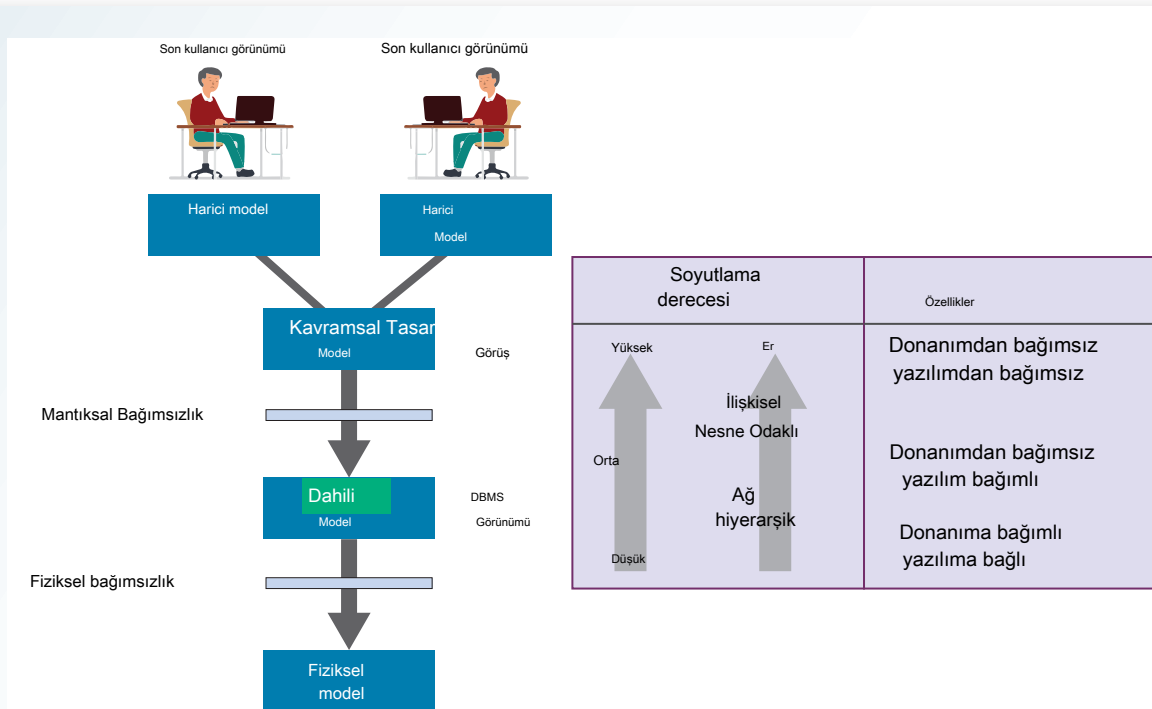 Son kullanıcı görünümü
Son kullanıcı görünümü
Harici model
Harici
Model
Kavramsal Tasar
Model
Görüş
Mantıksal Bağımsızlık
Dahili
Model
DBMS
Görünümü
Fiziksel bağımsızlık
Fiziksel
model
Soyutlama
derecesi
Özellikler
Yüksek
Er
Donanımdan bağımsız
yazılımdan bağımsız
İlişkisel
Nesne Odaklı
Orta
Donanımdan bağımsız
yazılım bağımlı
Ağ
hiyerarşik
Donanıma bağımlı
yazılıma bağlı
Düşük